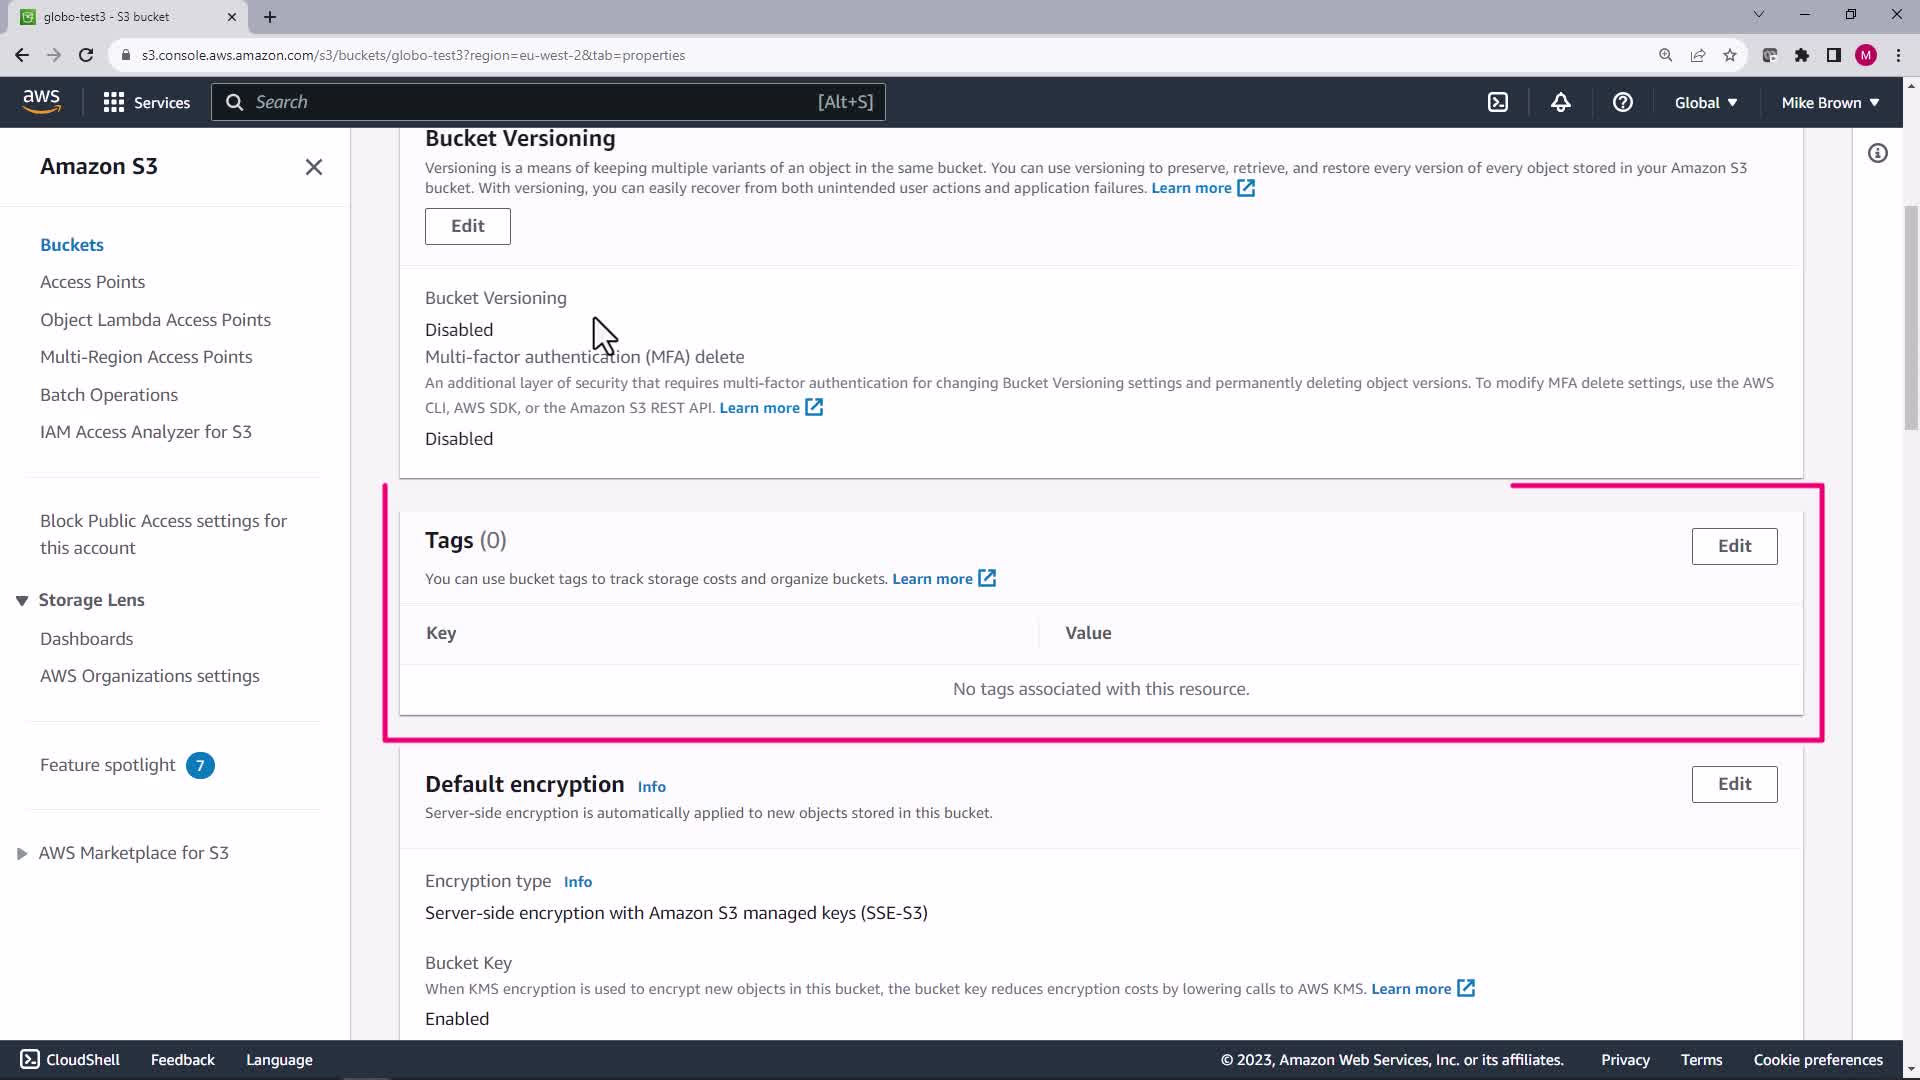 globo-test3 - S3 bucket
s3.console.aws.amazon.com/s3/buckets/globo-test3?region=eu-west-2&tab=properties
M
aws
Services
Search
[Alt+S]
Global
Mike Brown
Amazon S3
Buckets
Access Points
Object Lambda Access Points
Multi-Region Access Points
Batch Operations
IAM Access Analyzer for S3
Block Public Access settings for
this account
Storage Lens
Dashboards
AWS Organizations settings
Feature spotlight 7
AWS Marketplace for S3
Bucket Versioning
Versioning is a means of keeping multiple variants of an object in the same bucket. You can use versioning to preserve, retrieve, and restore every version of every object stored in your Amazon S3
bucket. With versioning, you can easily recover from both unintended user actions and application failures. Learn more
Edit
Bucket Versioning
Disabled
Multi-factor authentication (MFA) delete
An additional layer of security that requires multi-factor authentication for changing Bucket Versioning settings and permanently deleting object versions. To modify MFA delete settings, use the AWS
CLI, AWS SDK, or the Amazon S3 REST API. Learn more
Disabled
Tags (0)
Edit
You can use bucket tags to track storage costs and organize buckets. Learn more
Key
Value
No tags associated with this resource.
Default encryption Info
Edit
Server-side encryption is automatically applied to new objects stored in this bucket.
Encryption type Info
Server-side encryption with Amazon S3 managed keys (SSE-S3)
Bucket Key
When KMS encryption is used to encrypt new objects in this bucket, the bucket key reduces encryption costs by lowering calls to AWS KMS. Learn more
Enabled
CloudShell
Feedback
Language
© 2023, Amazon Web Services, Inc. or its affiliates.
Privacy
Terms
Cookie preferences